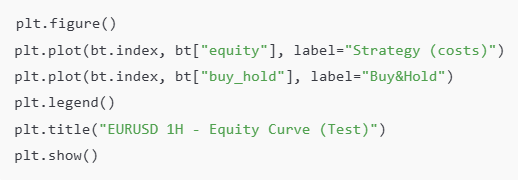 plt.figure()
plt.plot(bt.index, bt["equity"], label="Strategy (costs)")
plt.plot(bt.index, bt["buy_hold"], label="Buy&Hold")
plt.legend()
plt.title("EURUSD 1H - Equity Curve (Test)")
plt.show()